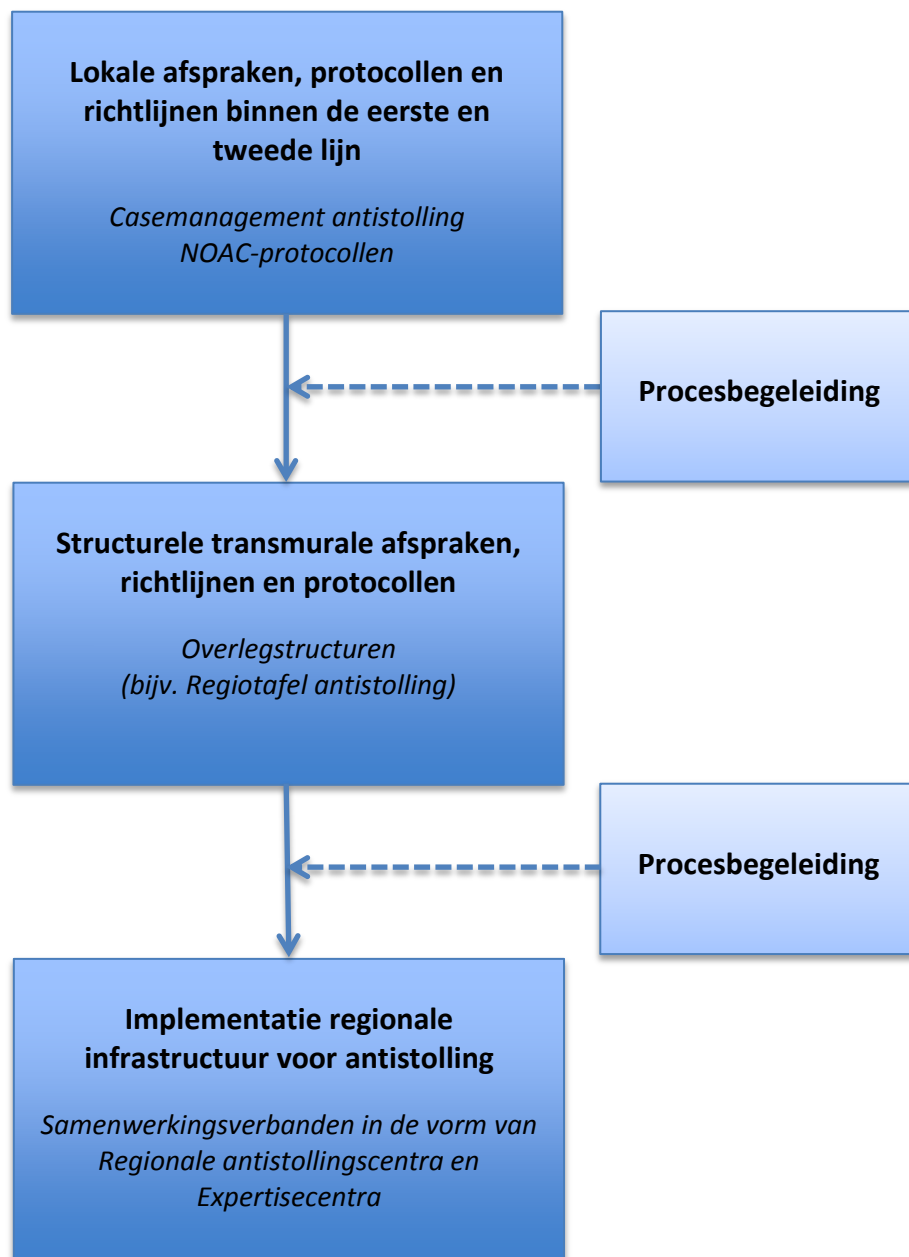 Lokale afspraken, protocollen en
richtlijnen binnen de eerste en
tweede lijn
Casemanagement antistolling
NOAC-protocollen
Procesbegeleiding
Structurele transmurale afspraken,
richtlijnen en protocollen
Overlegstructuren
(bijv. Regiotafel antistolling)
Procesbegeleiding
Implementatie regionale
infrastructuur voor antistolling
Samenwerkingsverbanden in de vorm van
Regionale antistollingscentra en
Expertisecentra